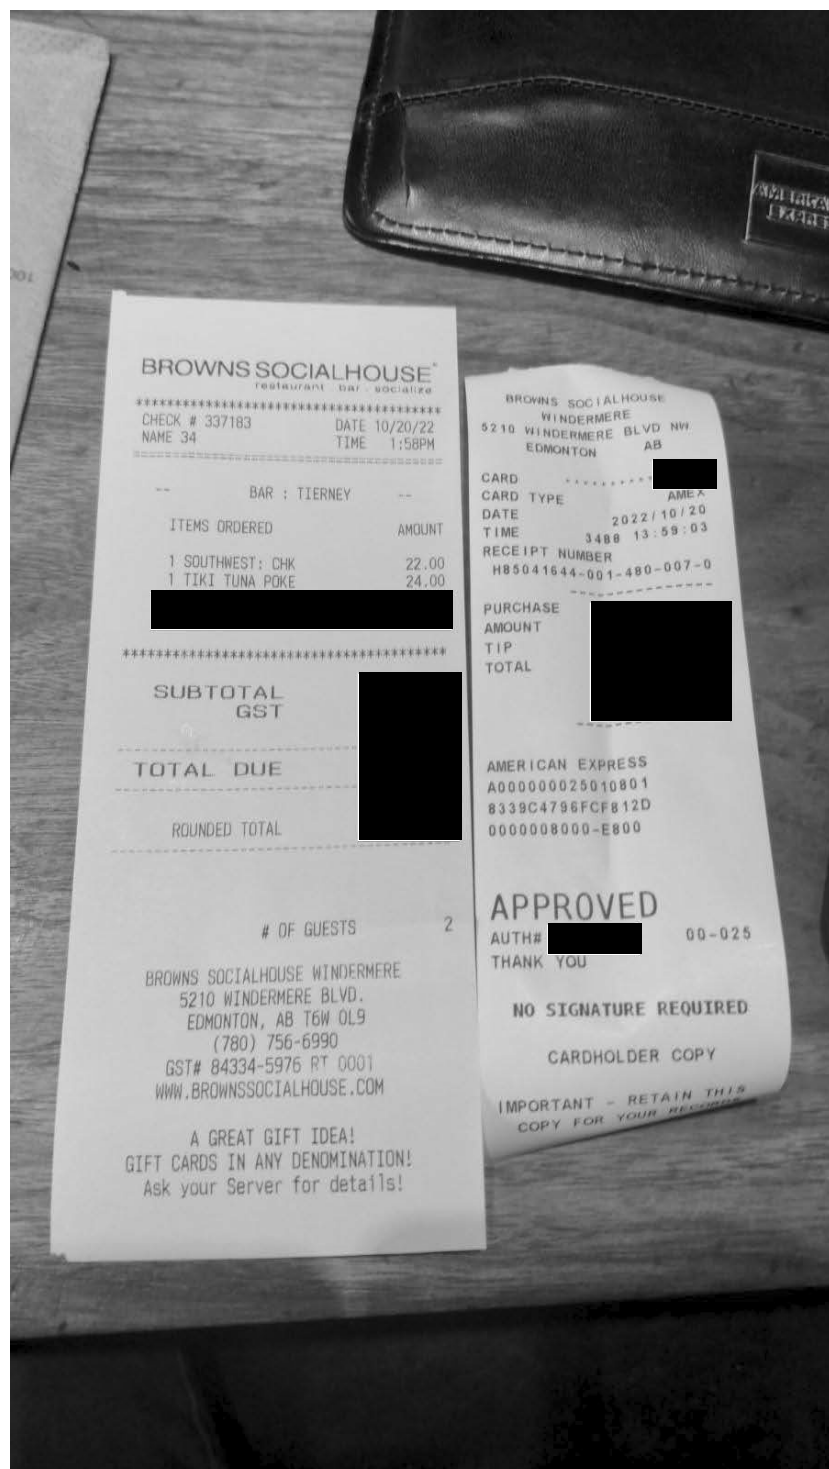 AMERICA
EXPRE
BROWNS SOCIALHOUSE
restaurant . bar . socialize
****************************************
CHECK # 337183 DATE 10/20/22
NAME 34 TIME 1:58PM
========================================
-- BAR : TIERNEY --
ITEMS ORDERED AMOUNT
1 SOUTHWEST: CHK 22.00
1 TIKI TUNA POKE 24.00
****************************************
SUBTOTAL
GST
TOTAL DUE
ROUNDED TOTAL
# OF GUESTS 2
BROWNS SOCIALHOUSE WINDERMERE
5210 WINDERMERE BLVD.
EDMONTON, AB T6W 0L9
(780) 756-6990
GST# 84334-5976 RT 0001
WWW.BROWNSSOCIALHOUSE.COM
A GREAT GIFT IDEA!
GIFT CARDS IN ANY DENOMINATION!
Ask your Server for details!
BROWNS SOCIALHOUSE
WINDERMERE
5210 WINDERMERE BLVD NW
EDMONTON AB
CARD ..........
CARD TYPE AMEX
DATE 2022/10/20
TIME 3488 13:59:03
RECEIPT NUMBER
H85041644-001-480-007-0
PURCHASE
AMOUNT
TIP
TOTAL
AMERICAN EXPRESS
A000000025010801
8339C4796FCFB12D
0000008000-E800
APPROVED
AUTH# 00-025
THANK YOU
NO SIGNATURE REQUIRED
CARDHOLDER COPY
IMPORTANT - RETAIN THIS
COPY FOR YOUR RECORDS